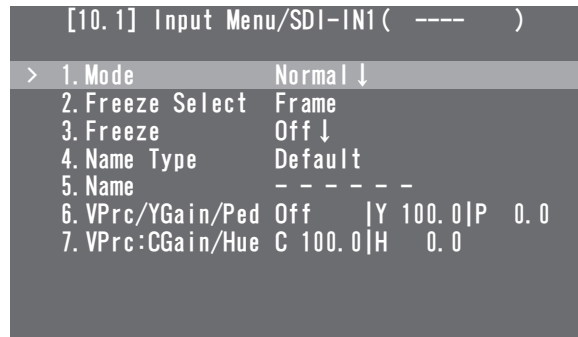 [10.1] Input Menu/SDI-IN1( ---- )
> 1.Mode Normal↓
2.Freeze Select Frame
3.Freeze Off↓
4.Name Type Default
5.Name - - - - - -
6.VPrc/YGain/Ped Off |Y 100.0|P 0.0
7.VPrc:CGain/Hue C 100.0|H 0.0